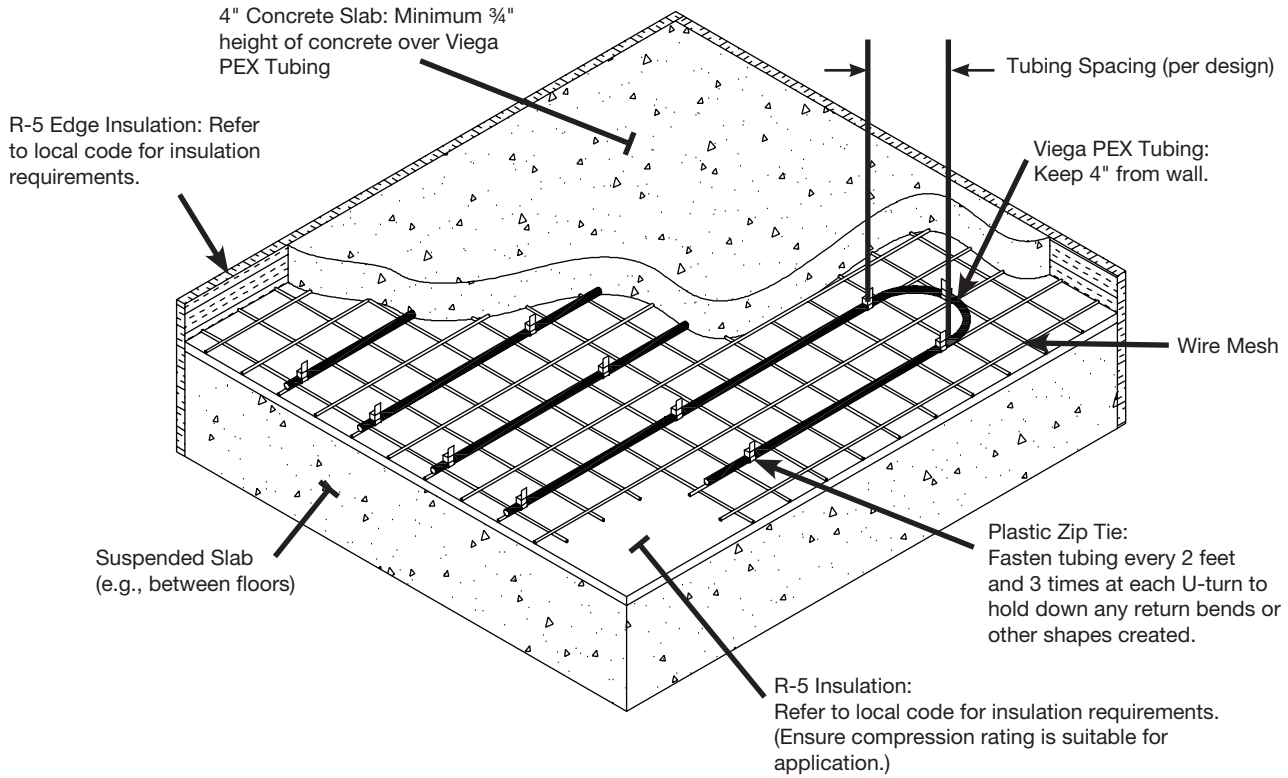 4" Concrete Slab: Minimum ¾"
height of concrete over Viega
PEX Tubing
Tubing Spacing (per design)
R-5 Edge Insulation: Refer
to local code for insulation
requirements.
Viega PEX Tubing:
Keep 4" from wall.
Wire Mesh
Suspended Slab
(e.g., between floors)
Plastic Zip Tie:
Fasten tubing every 2 feet
and 3 times at each U-turn to
hold down any return bends or
other shapes created.
R-5 Insulation:
Refer to local code for insulation requirements.
(Ensure compression rating is suitable for
application.)